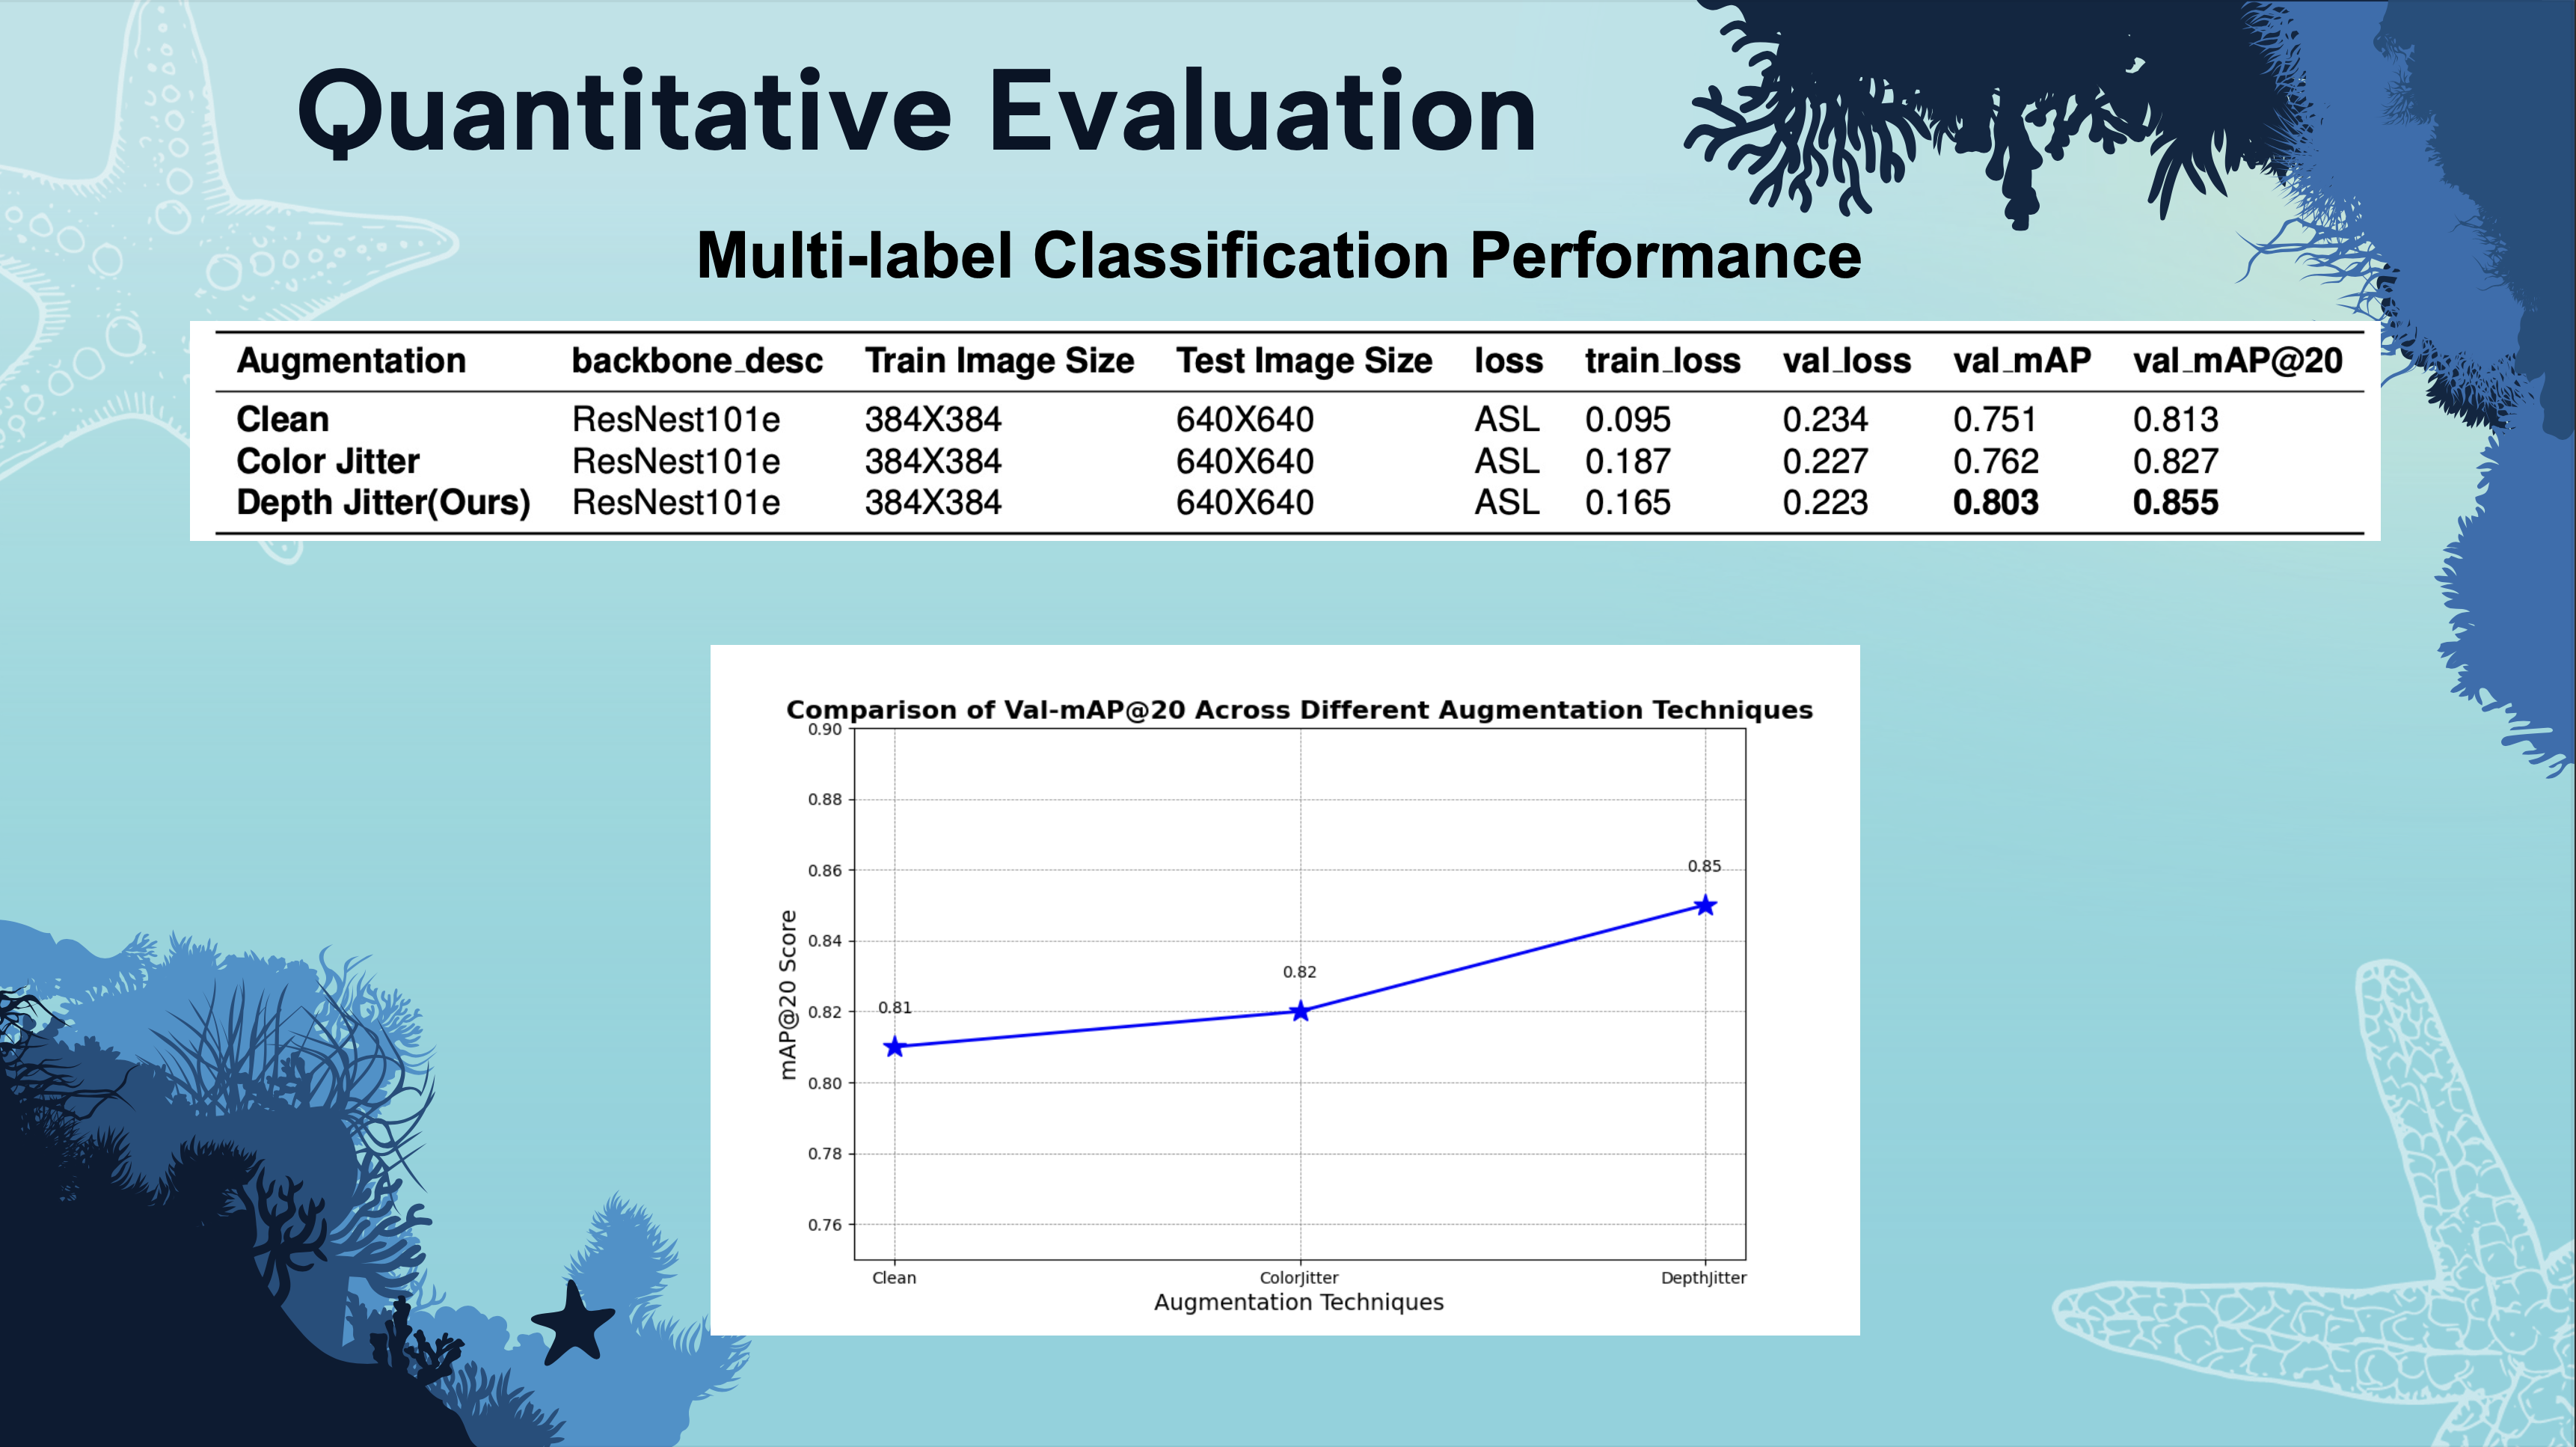 Quantitative Evaluation
Multi-label Classification Performance
Augmentation backbone_desc Train Image Size Test Image Size loss train_loss val_loss val_mAP val_mAP@20
Clean ResNest101e 384X384 640X640 ASL 0.095 0.234 0.751 0.813
Color Jitter ResNest101e 384X384 640X640 ASL 0.187 0.227 0.762 0.827
Depth Jitter(Ours) ResNest101e 384X384 640X640 ASL 0.165 0.223 0.803 0.855
Comparison of Val-mAP@20 Across Different Augmentation Techniques
0.90
0.88
0.86
0.84
0.82
0.80
0.78
0.76
mAP@20 Score
0.81
0.82
0.85
Clean ColorJitter DepthJitter
Augmentation Techniques